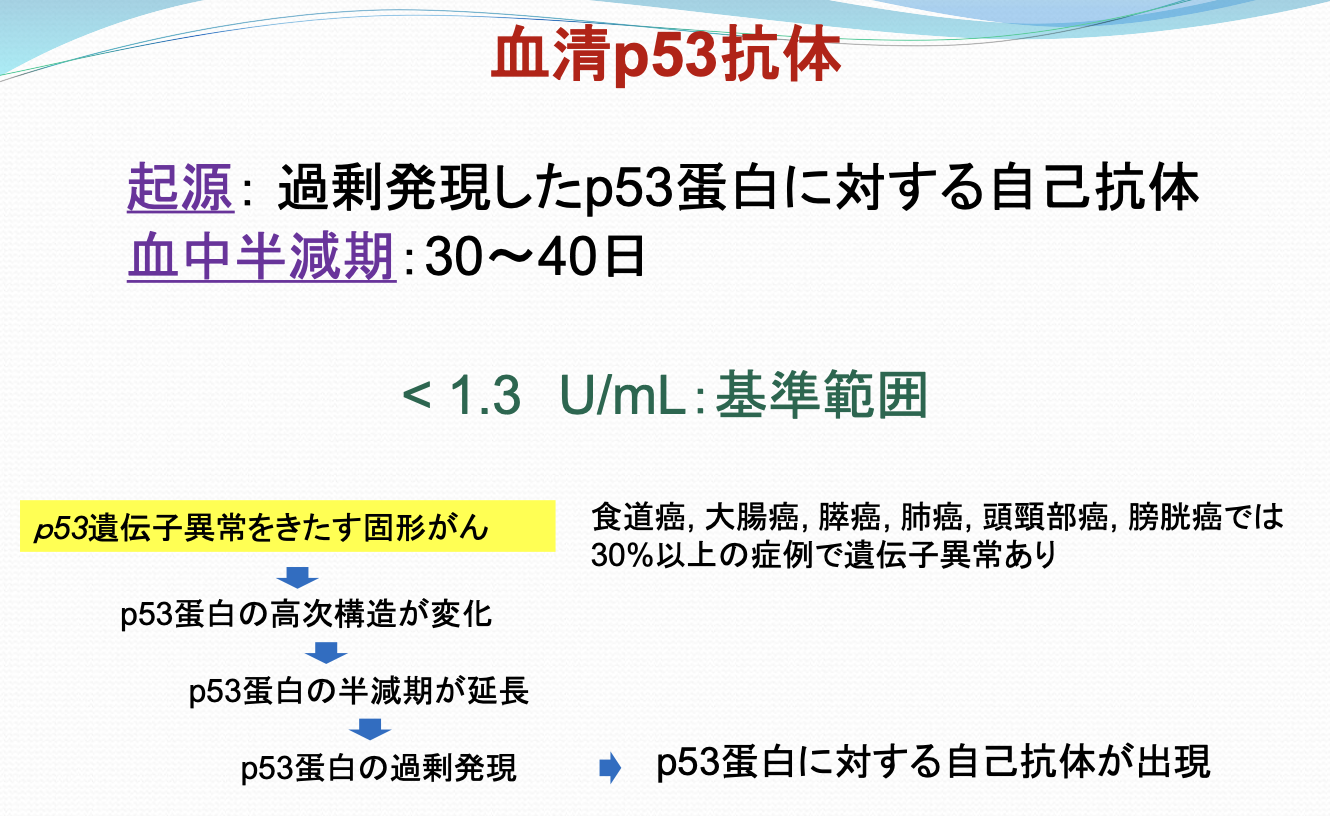 血清p53抗体
起源： 過剰発現したp53蛋白に対する自己抗体
血中半減期：30～40日
< 1.3 U/mL：基準範囲
p53遺伝子異常をきたす固形がん
食道癌, 大腸癌, 膵癌, 肺癌, 頭頸部癌, 膀胱癌では
30%以上の症例で遺伝子異常あり
p53蛋白の高次構造が変化
p53蛋白の半減期が延長
p53蛋白の過剰発現
p53蛋白に対する自己抗体が出現